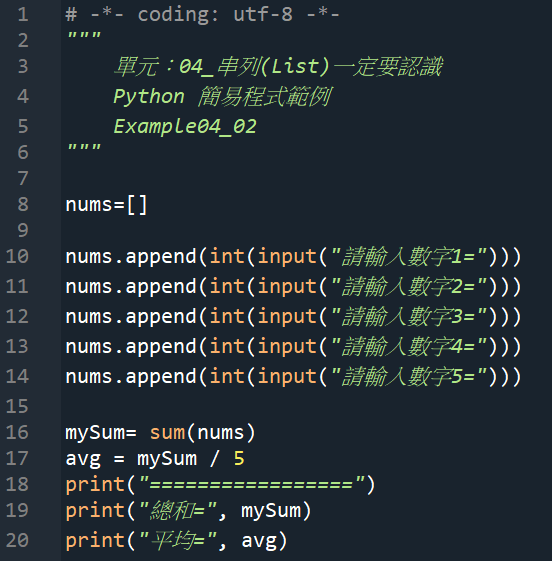 1 # -*- coding: utf-8 -*-
2 """
3 單元：04_串列(List)一定要認識
4 Python 簡易程式範例
5 Example04_02
6 """
7
8 nums=[]
9
10 nums.append(int(input("請輸入數字1=")))
11 nums.append(int(input("請輸入數字2=")))
12 nums.append(int(input("請輸入數字3=")))
13 nums.append(int(input("請輸入數字4=")))
14 nums.append(int(input("請輸入數字5=")))
15
16 mySum= sum(nums)
17 avg = mySum / 5
18 print("=================")
19 print("總和=", mySum)
20 print("平均=", avg)